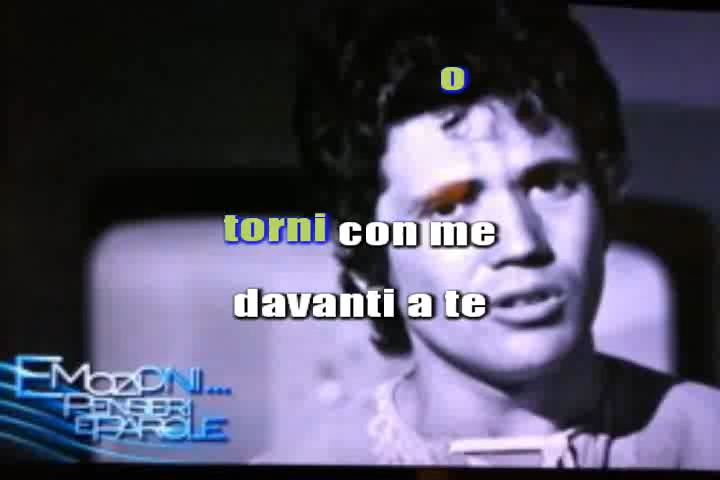 o
torni con me
davanti a te
EMOZIONI...
PENSIERI
E PAROLE